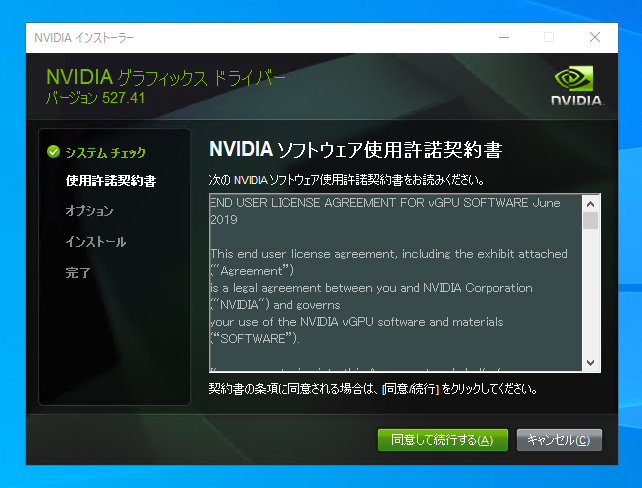 NVIDIA インストーラー
NVIDIA グラフィックス ドライバー
バージョン 527.41
NVIDIA.
システム チェック
使用許諾契約書
オプション
インストール
完了
NVIDIA ソフトウェア使用許諾契約書
次の NVIDIA ソフトウェア使用許諾契約書をお読みください。
END USER LICENSE AGREEMENT FOR vGPU SOFTWARE June
2019
This end user license agreement, including the exhibit attached
("Agreement")
is a legal agreement between you and NVIDIA Corporation
("NVIDIA") and governs
your use of the NVIDIA vGPU software and materials
("SOFTWARE").
契約書の条項に同意される場合は、[同意/続行] をクリックしてください。
同意して続行する(A)
キャンセル(C)